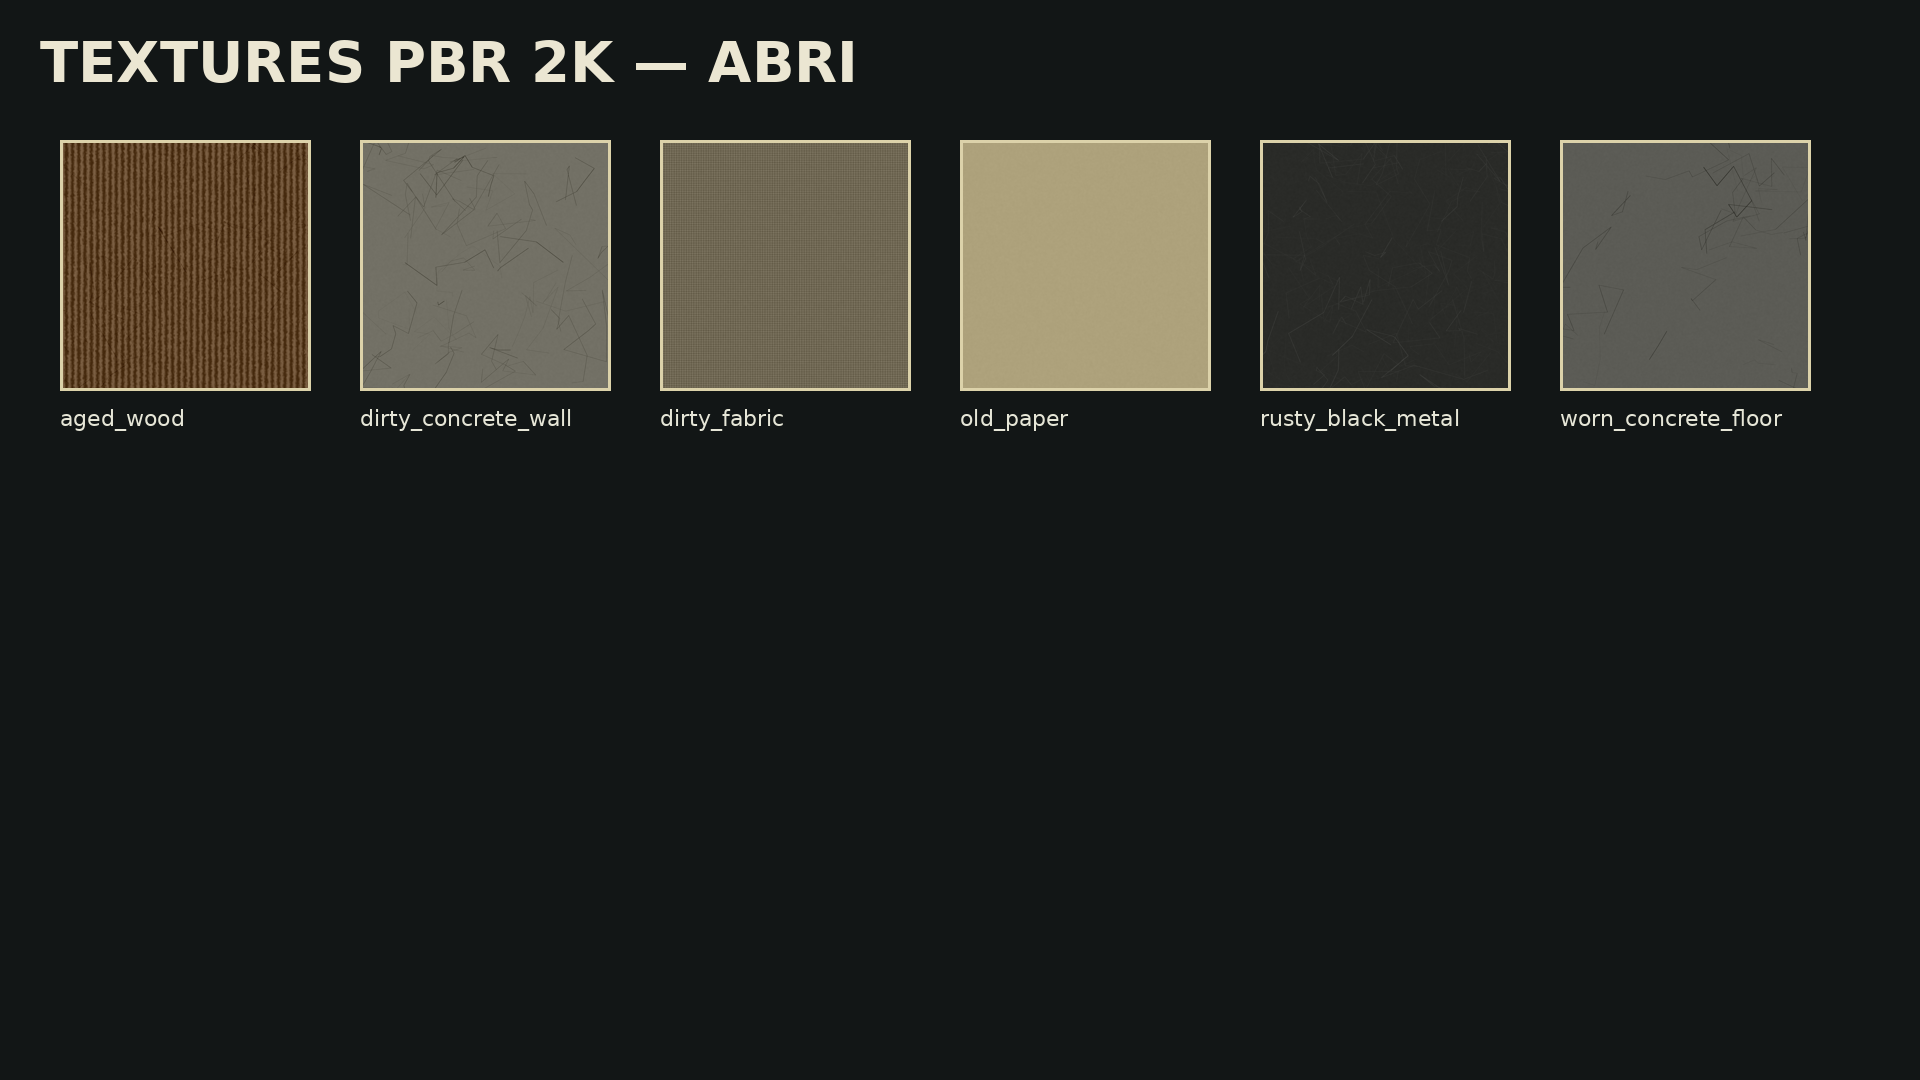 TEXTURES PBR 2K — ABRI
aged_wood
dirty_concrete_wall
dirty_fabric
old_paper
rusty_black_metal
worn_concrete_floor